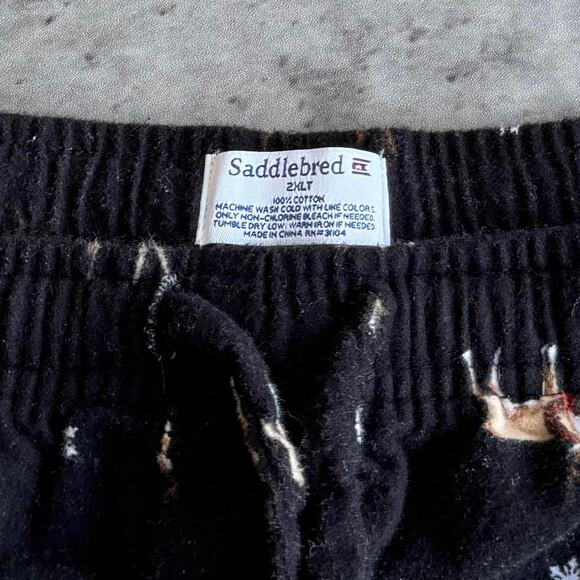 Saddlebred
2XLT
100% COTTON
MACHINE WASH COLD WITH LIKE COLORS.
ONLY NON-CHLORINE BLEACH IF NEEDED.
TUMBLE DRY LOW. WARM IRON IF NEEDED
MADE IN CHINA RN#31104